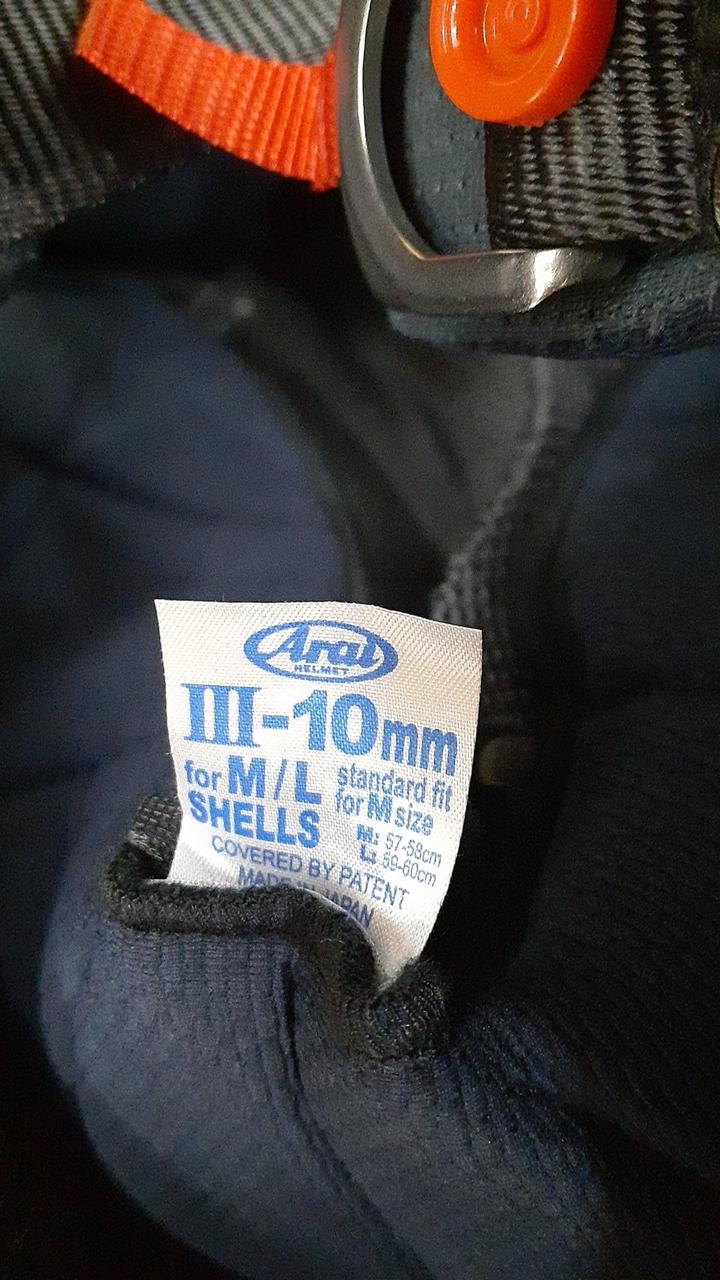 Arai
HELMET
III-10mm
for M/L
SHELLS
standard fit
for M size
M: 57-58cm
L: 59-60cm
COVERED BY PATENT
MADE IN JAPAN